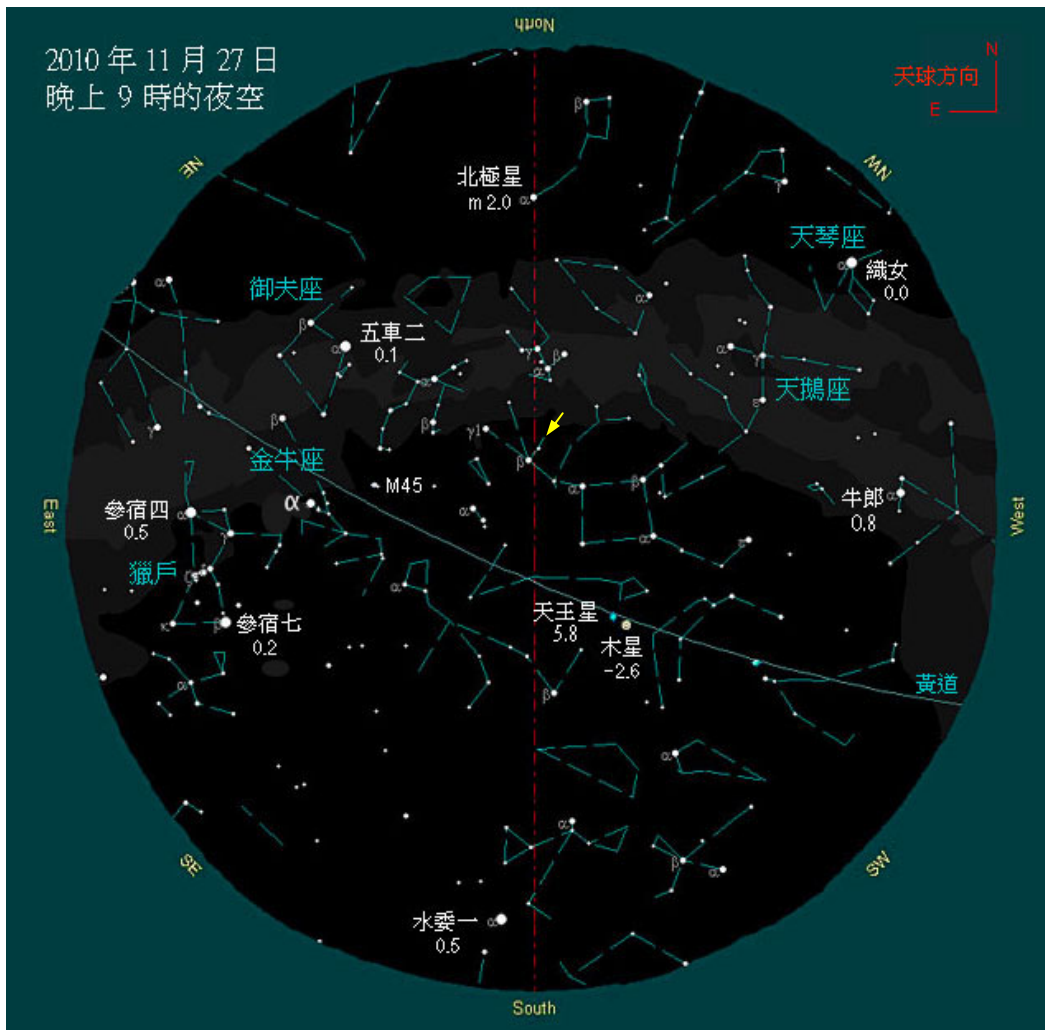 2010 年 11 月 27 日
晚上 9 時的夜空
North
N
天球方向
E
NE
NW
北極星
m 2.0
α
β
γ
天琴座
α
織女
0.0
御夫座
β
五車二
α
0.1
α
α
α
γ
β
α
α
γ
天鵝座
ε
β
β
γ
γ1
β
金牛座
α
M45
α
β
α
α
East
West
參宿四
α
0.5
γ
牛郎
α
0.8
獵戶
ζ
κ
β
參宿七
0.2
α
α
天王星
5.8
木星
-2.6
β
黃道
α
α
β
α
SE
SW
水委一
α
0.5
South